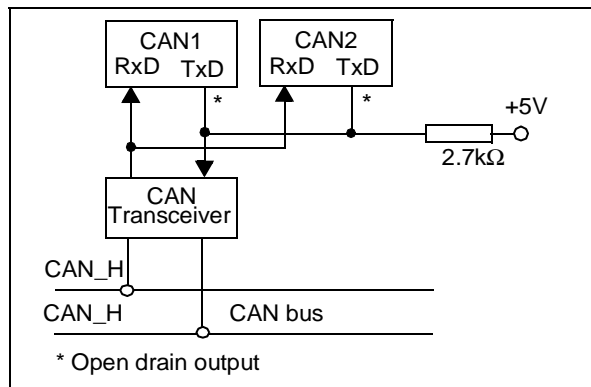 CAN1
RxD TxD
*
CAN2
RxD TxD
*
+5V
2.7kΩ
CAN
Transceiver
CAN_H
CAN_H CAN bus
* Open drain output